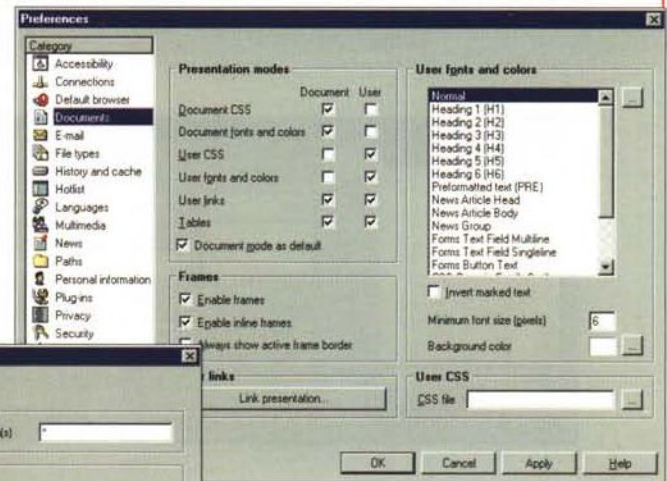 Preferences
Category
Accessibility
Connections
Default browser
Documents
E-mail
File types
History and cache
Hotlist
Languages
Multimedia
News
Paths
Personal information
Plug-ins
Privacy
Security
Presentation modes
Document User
Document CSS
Document fonts and colors
User CSS
User fonts and colors
User links
Tables
Document mode as default
Frames
Enable frames
Enable inline frames
Always show active frame border
links
Link presentation...
User fonts and colors
Normal
Heading 1 (H1)
Heading 2 (H2)
Heading 3 (H3)
Heading 4 (H4)
Heading 5 (H5)
Heading 6 (H6)
Preformatted text (PRE)
News Article Head
News Article Body
News Group
Forms Text Field Multiline
Forms Text Field Singleline
Forms Button Text
...
Invert marked text
Minimum font size (pixels) 6
Background color ...
User CSS
CSS file ...
OK Cancel Apply Help